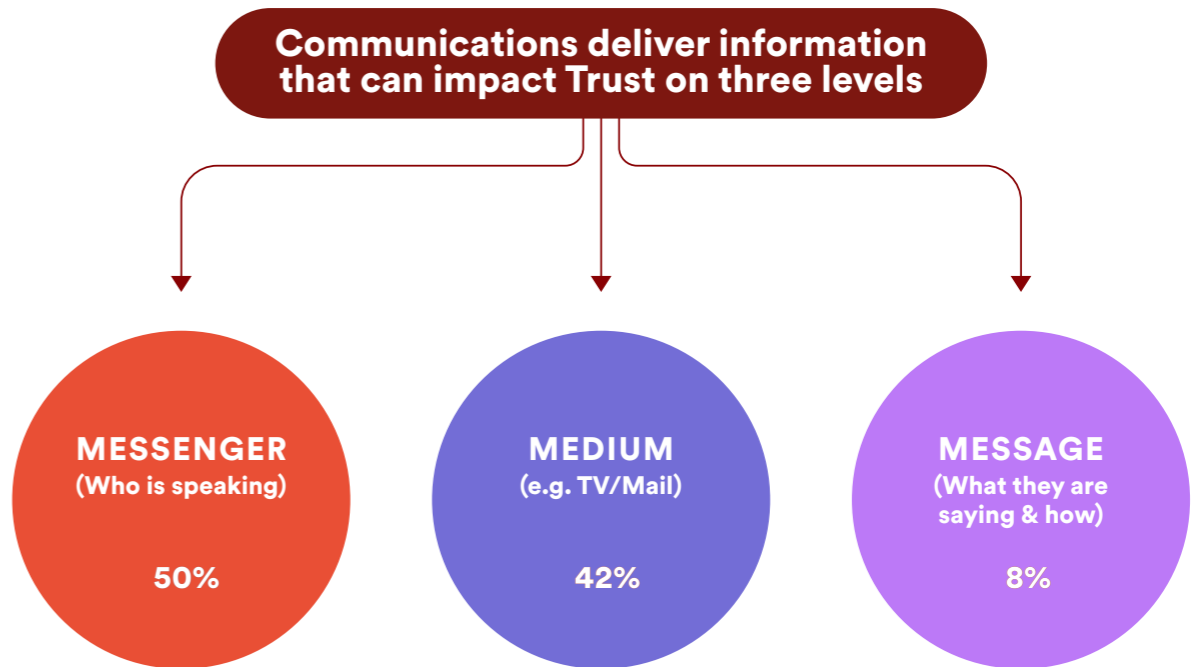 Communications deliver information
that can impact Trust on three levels
MESSENGER
(Who is speaking)
50%
MEDIUM
(e.g. TV/Mail)
42%
MESSAGE
(What they are
saying & how)
8%